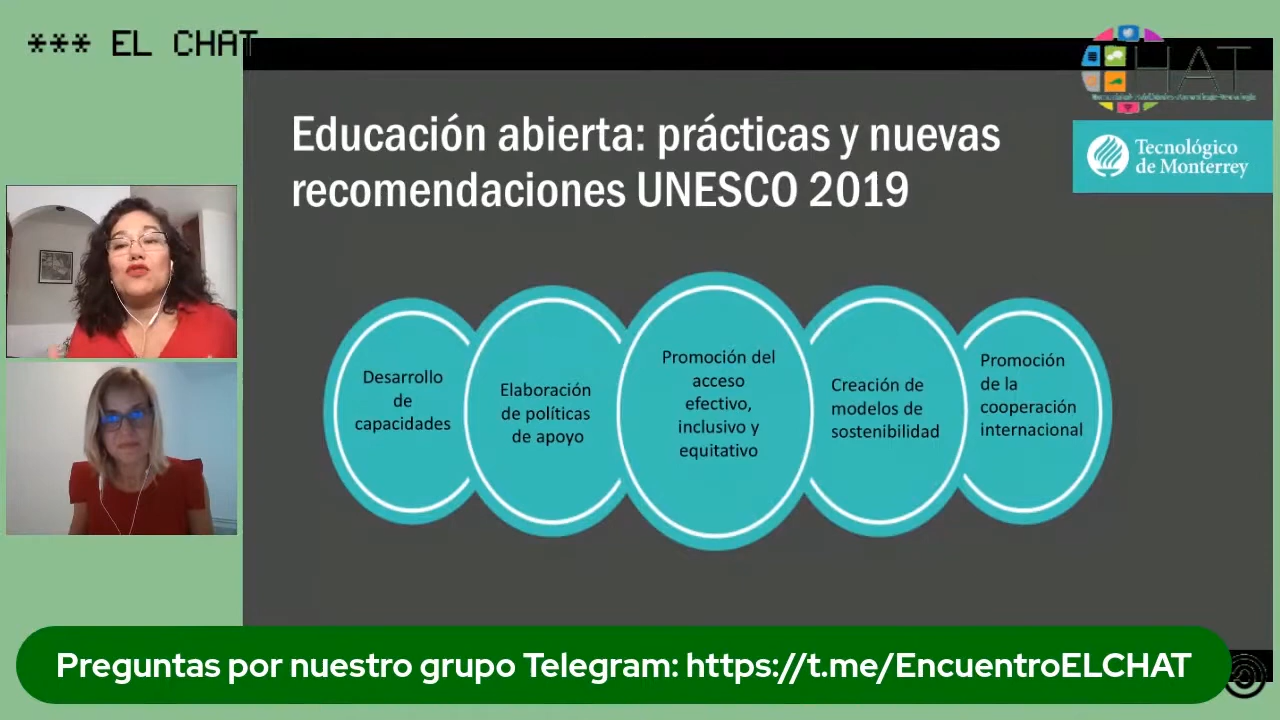 *** EL CHAT
HAT
Educación abierta: prácticas y nuevas
recomendaciones UNESCO 2019
Tecnológico
de Monterrey
Desarrollo
de
capacidades
Elaboración
de políticas
de apoyo
Promoción del
acceso
efectivo,
inclusivo y
equitativo
Creación de
modelos de
sostenibilidad
Promoción
de la
cooperación
internacional
Preguntas por nuestro grupo Telegram: https://t.me/EncuentroELCHAT